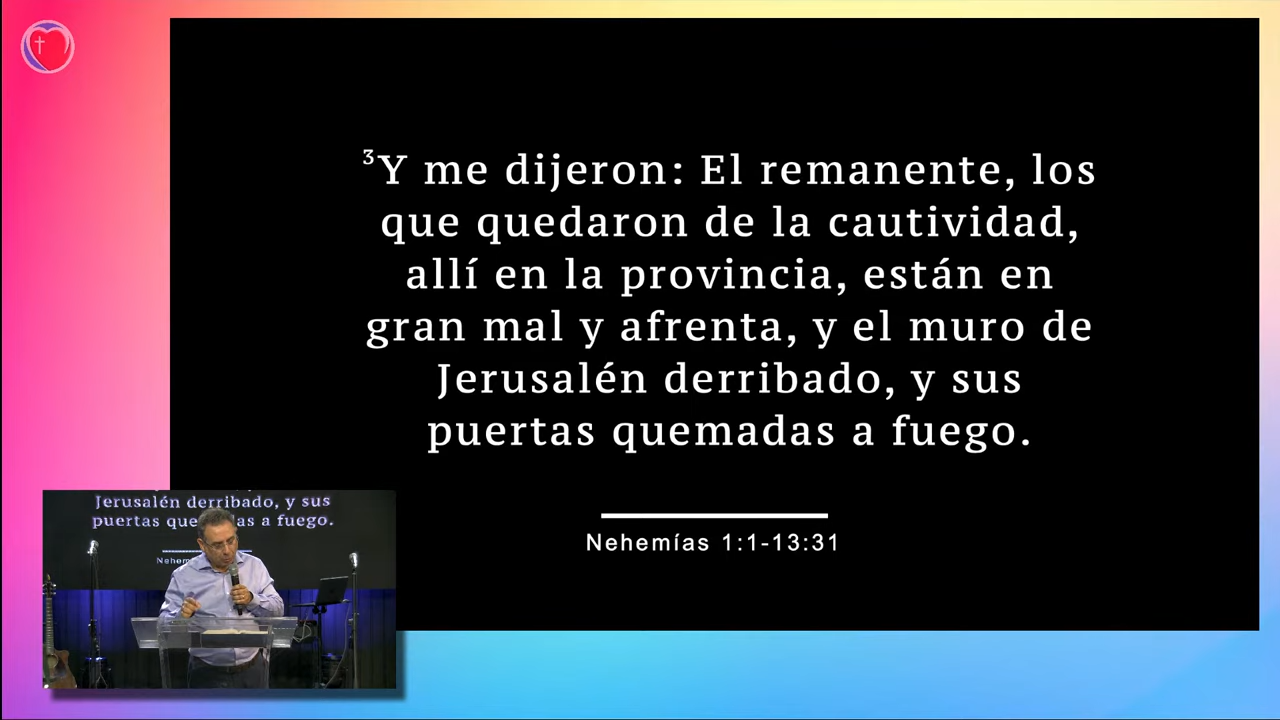 ³Y me dijeron: El remanente, los
que quedaron de la cautividad,
allí en la provincia, están en
gran mal y afrenta, y el muro de
Jerusalén derribado, y sus
puertas quemadas a fuego.
Nehemías 1:1-13:31
Jerusalén derribado, y sus
puertas a fuego.